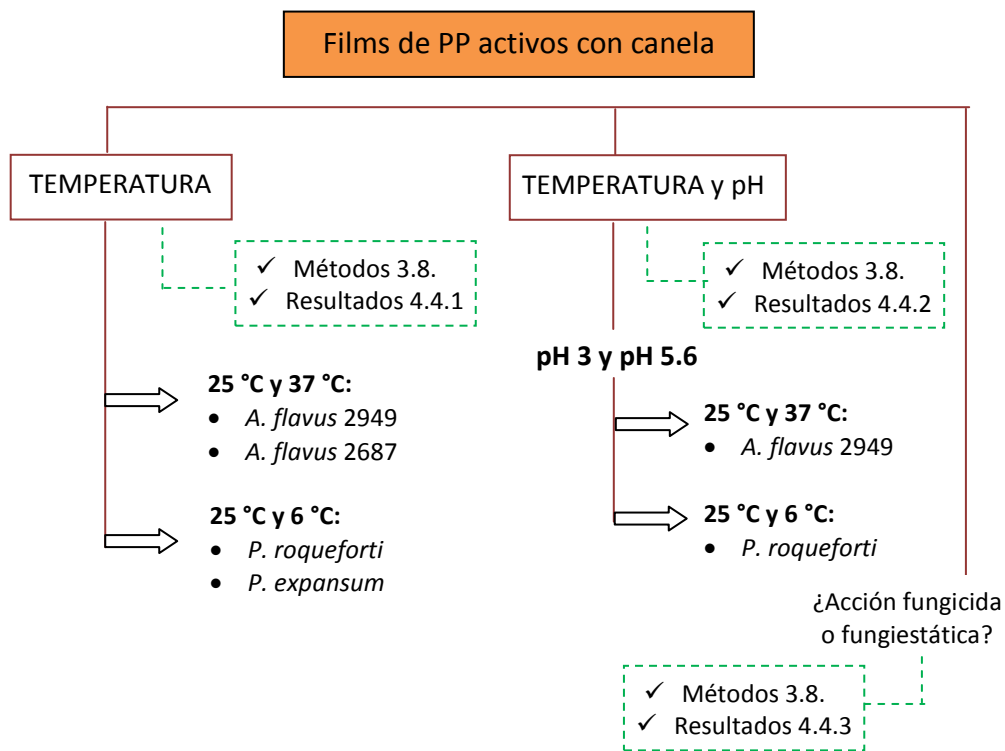 Films de PP activos con canela
TEMPERATURA
✓ Métodos 3.8.
✓ Resultados 4.4.1
25 °C y 37 °C:
• A. flavus 2949
• A. flavus 2687
25 °C y 6 °C:
• P. roqueforti
• P. expansum
TEMPERATURA y pH
✓ Métodos 3.8.
✓ Resultados 4.4.2
pH 3 y pH 5.6
25 °C y 37 °C:
• A. flavus 2949
25 °C y 6 °C:
• P. roqueforti
¿Acción fungicida
o fungiestática?
✓ Métodos 3.8.
✓ Resultados 4.4.3